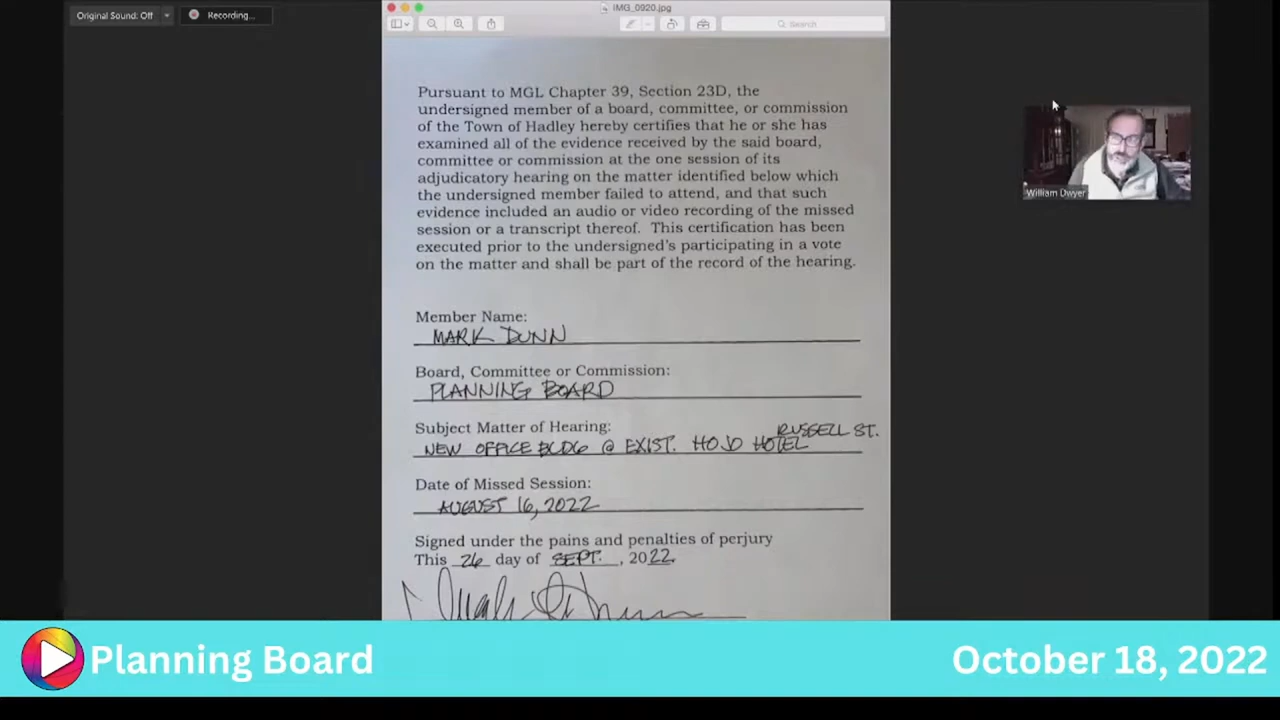 Original Sound: Off
Recording...
IMG_0920.jpg
Search
Pursuant to MGL Chapter 39, Section 23D, the
undersigned member of a board, committee, or commission
of the Town of Hadley hereby certifies that he or she has
examined all of the evidence received by the said board,
committee or commission at the one session of its
adjudicatory hearing on the matter identified below which
the undersigned member failed to attend, and that such
evidence included an audio or video recording of the missed
session or a transcript thereof. This certification has been
executed prior to the undersigned's participating in a vote
on the matter and shall be part of the record of the hearing.
Member Name:
MARK DUNN
Board, Committee or Commission:
PLANNING BOARD
Subject Matter of Hearing:
RUSSELL ST.
NEW OFFICE BLDG @ EXIST. HOJO HOTEL
Date of Missed Session:
AUGUST 16, 2022
Signed under the pains and penalties of perjury
This 26 day of SEPT. , 2022
William Dwyer
Planning Board
October 18, 2022